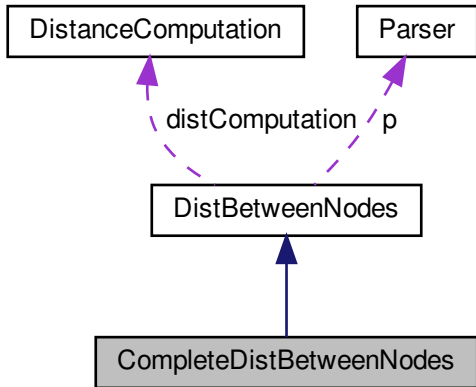 DistanceComputation
Parser
distComputation
p
DistBetweenNodes
CompleteDistBetweenNodes